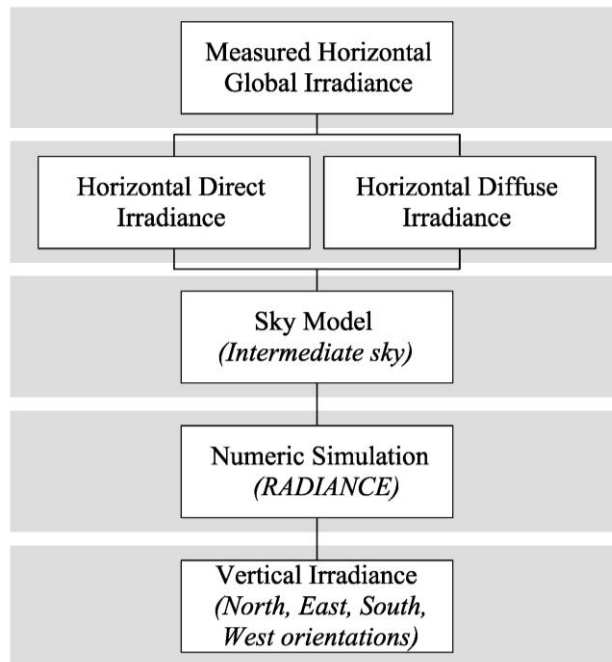 Measured Horizontal
Global Irradiance
Horizontal Direct
Irradiance
Horizontal Diffuse
Irradiance
Sky Model
(Intermediate sky)
Numeric Simulation
(RADIANCE)
Vertical Irradiance
(North, East, South,
West orientations)